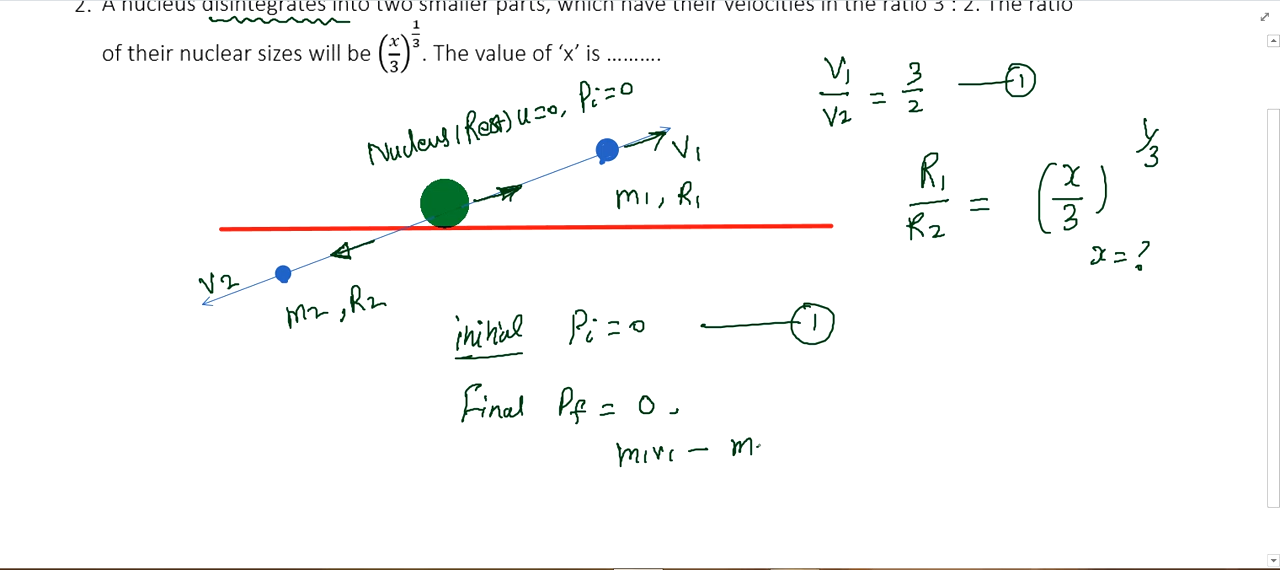 2. A nucleus disintegrates into two smaller parts, which have their velocities in the ratio 3 : 2. The ratio
of their nuclear sizes will be (x/3)^(1/3). The value of ‘x’ is ..........
V1/V2 = 3/2 — ①
Nucleus (Rest) u=0, Pi=0
V1
m1, R1
R1/R2 = (x/3)^1/3
x = ?
V2
m2, R2
initial Pi = 0 — ①
Final Pf = 0,
m1v1 – m